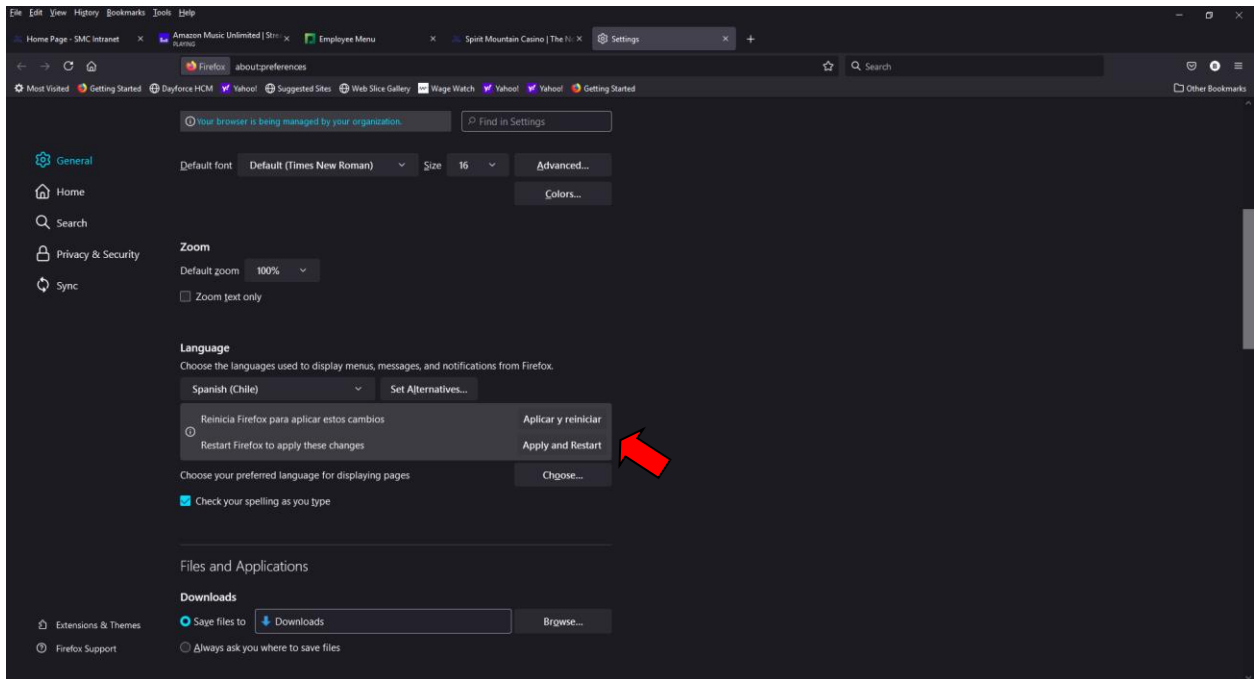 File Edit View History Bookmarks Tools Help
Home Page - SMC Intranet Amazon Music Unlimited | Stre Employee Menu Spirit Mountain Casino | The No Settings
PLAYING
Firefox about:preferences Search
Most Visited Getting Started Dayforce HCM Yahoo! Suggested Sites Web Slice Gallery Wage Watch Yahoo! Yahoo! Getting Started Other Bookmarks
Your browser is being managed by your organization. Find in Settings
General
Home
Search
Privacy & Security
Sync
Default font Default (Times New Roman) Size 16 Advanced...
Colors...
Zoom
Default zoom 100%
Zoom text only
Language
Choose the languages used to display menus, messages, and notifications from Firefox.
Spanish (Chile) Set Alternatives...
Reinicia Firefox para aplicar estos cambios Aplicar y reiniciar
Restart Firefox to apply these changes Apply and Restart
Choose your preferred language for displaying pages Choose...
Check your spelling as you type
Files and Applications
Downloads
Save files to Downloads Browse...
Always ask you where to save files
Extensions & Themes
Firefox Support